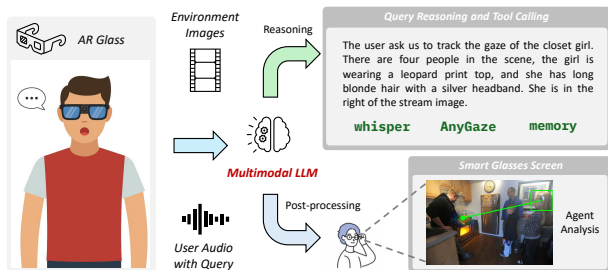 AR Glass
Environment
Images
Reasoning
Multimodal LLM
Post-processing
User Audio
with Query
Query Reasoning and Tool Calling
The user ask us to track the gaze of the closet girl.
There are four people in the scene, the girl is
wearing a leopard print top, and she has long
blonde hair with a silver headband. She is in the
right of the stream image.
whisper AnyGaze memory
Smart Glasses Screen
Agent
Analysis